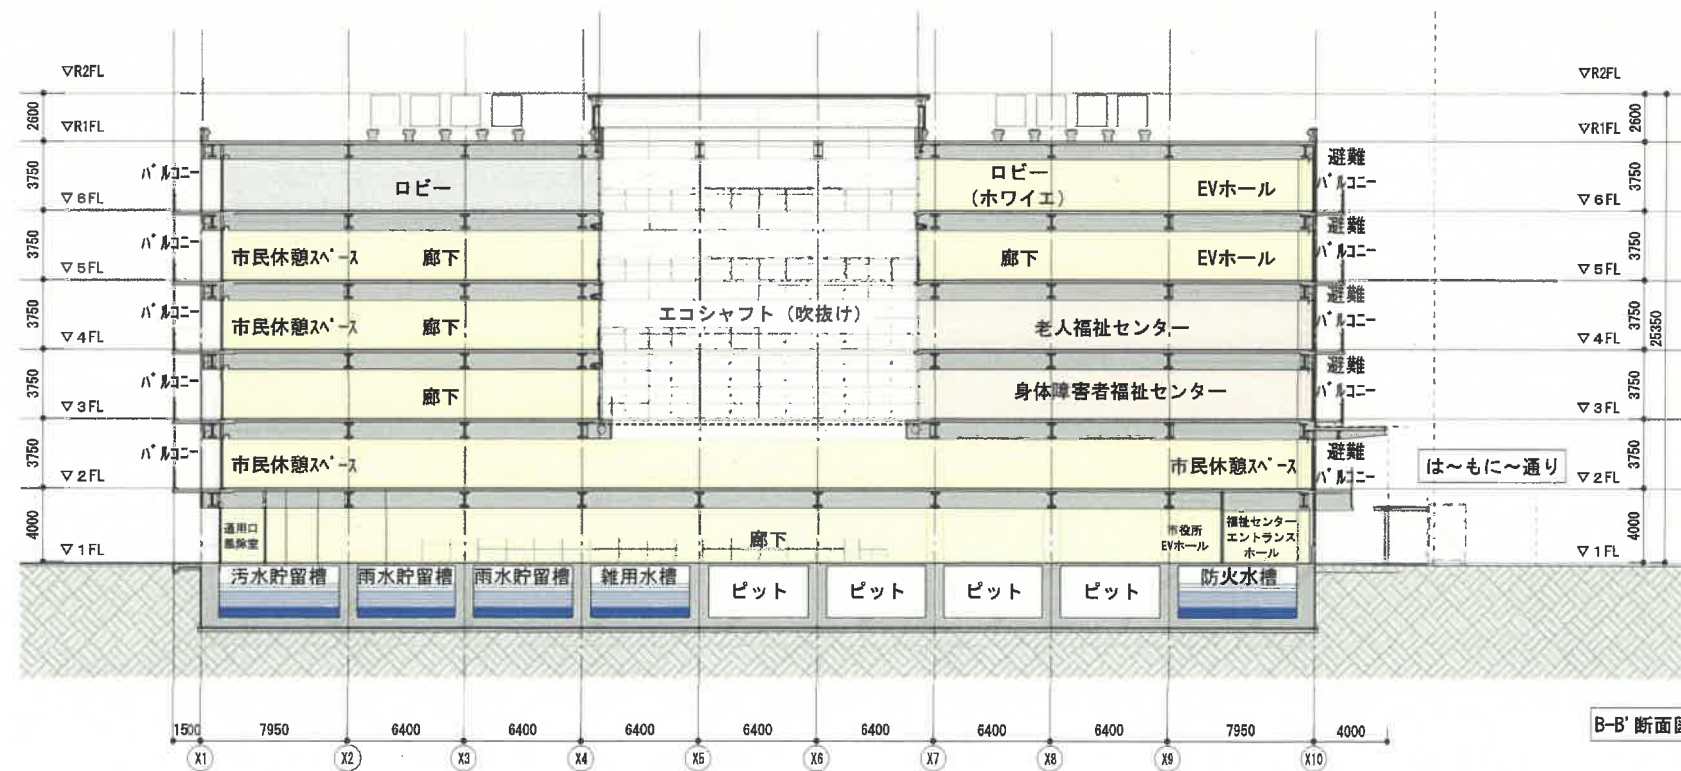 ▽R2FL
▽R2FL
2600
2600
▽R1FL
▽R1FL
3750
バルコニー
ロビー
ロビー
(ホワイエ)
EVホール
避難
バルコニー
3750
▽6FL
▽6FL
3750
バルコニー
市民休憩スペース
廊下
廊下
EVホール
避難
バルコニー
3750
▽5FL
▽5FL
3750
バルコニー
市民休憩スペース
廊下
エコシャフト(吹抜け)
老人福祉センター
避難
バルコニー
3750
25350
▽4FL
▽4FL
3750
バルコニー
廊下
身体障害者福祉センター
避難
バルコニー
3750
▽3FL
▽3FL
3750
バルコニー
市民休憩スペース
市民休憩スペース
避難
バルコニー
は～もに～通り
3750
▽2FL
▽2FL
4000
通用口
風除室
廊下
市役所
EVホール
福祉センター
エントランス
ホール
4000
▽1FL
▽1FL
汚水貯留槽
雨水貯留槽
雨水貯留槽
雑用水槽
ピット
ピット
ピット
ピット
防火水槽
1500
7950
6400
6400
6400
6400
6400
6400
6400
7950
4000
X1
X2
X3
X4
X5
X6
X7
X8
X9
X10
B-B' 断面図